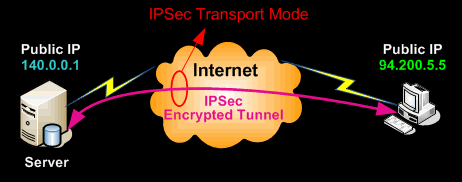 IPSec Transport Mode
Public IP
140.0.0.1
Public IP
94.200.5.5
Internet
IPSec
Encrypted Tunnel
Server